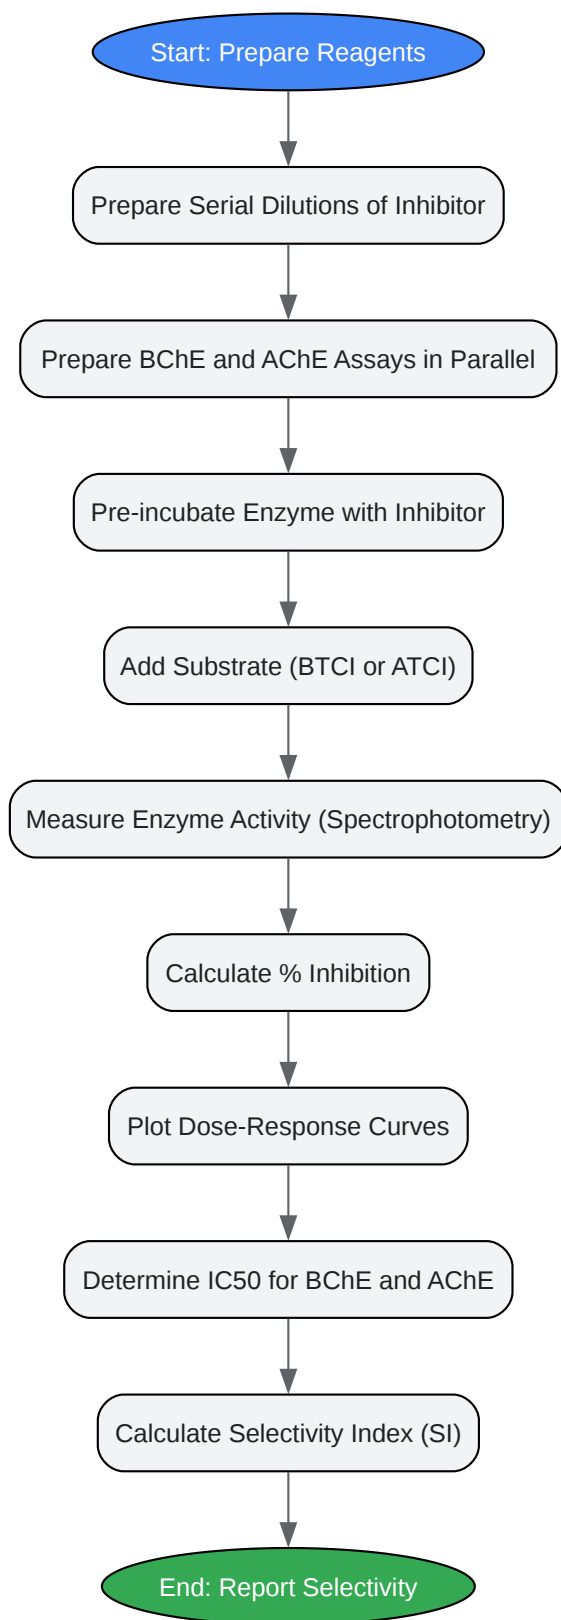 Start: Prepare Reagents
Prepare Serial Dilutions of Inhibitor
Prepare BChE and AChE Assays in Parallel
Pre-incubate Enzyme with Inhibitor
Add Substrate (BTCI or ATCI)
Measure Enzyme Activity (Spectrophotometry)
Calculate % Inhibition
Plot Dose-Response Curves
Determine IC50 for BChE and AChE
Calculate Selectivity Index (SI)
End: Report Selectivity